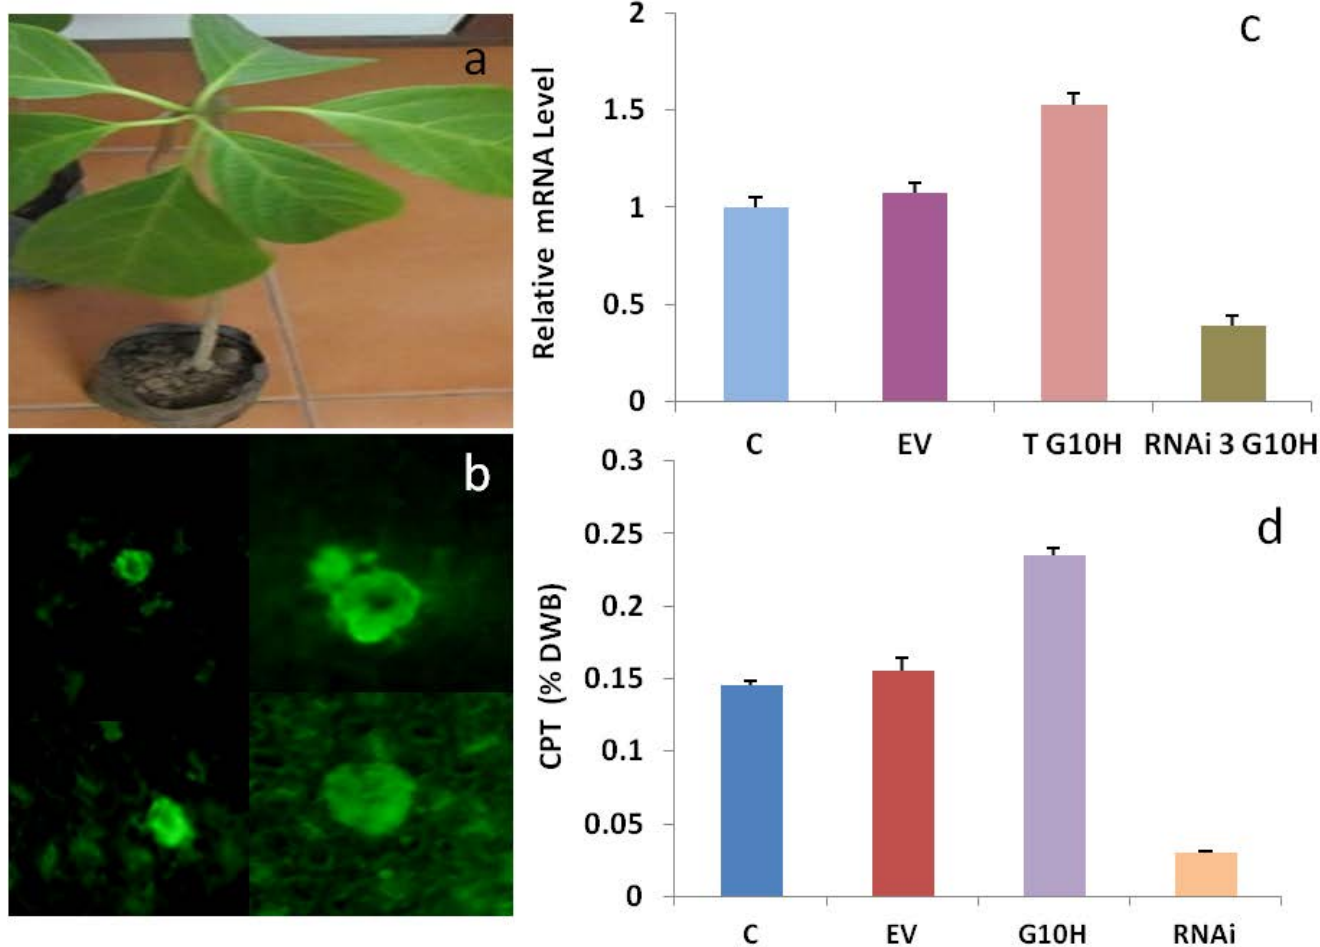 a
b
c
Relative mRNA Level
2
1.5
1
0.5
0
C EV T G10H RNAi 3 G10H
d
CPT (% DWB)
0.3
0.25
0.2
0.15
0.1
0.05
0
C EV G10H RNAi